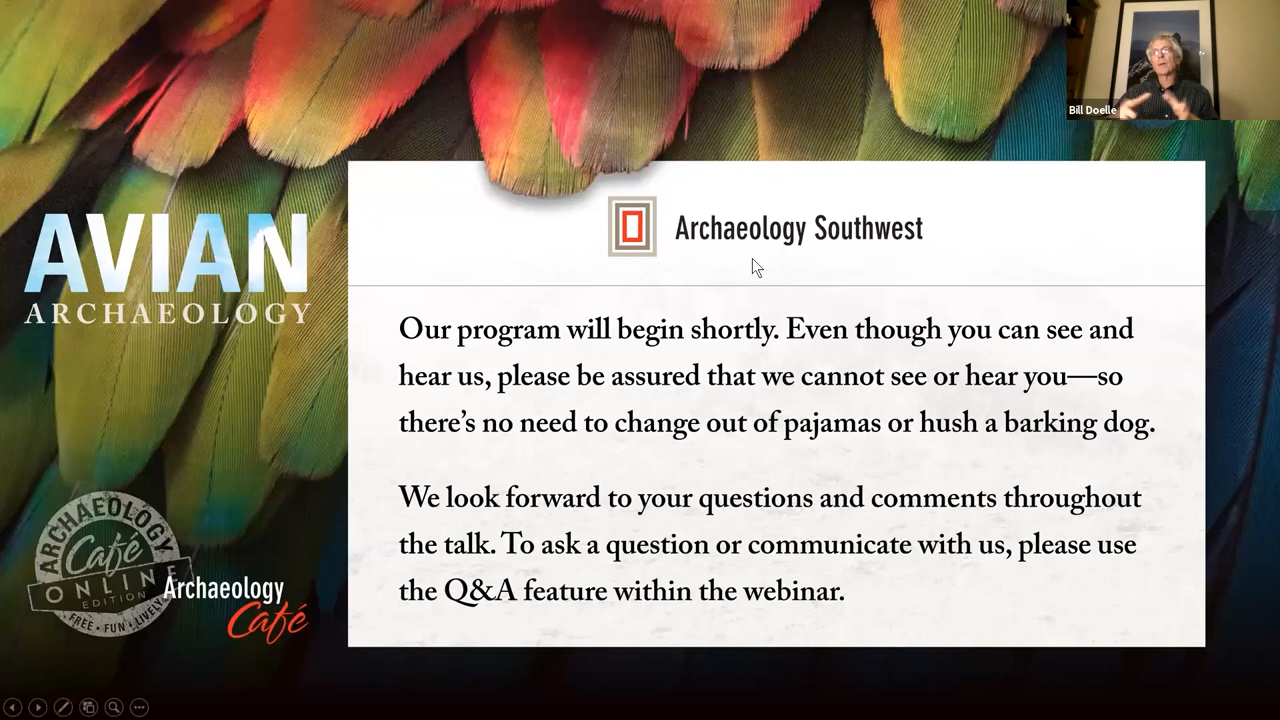 Bill Doelle
AVIAN
ARCHAEOLOGY
Archaeology Southwest
Our program will begin shortly. Even though you can see and
hear us, please be assured that we cannot see or hear you—so
there’s no need to change out of pajamas or hush a barking dog.
We look forward to your questions and comments throughout
the talk. To ask a question or communicate with us, please use
the Q&A feature within the webinar.
ARCHAEOLOGY
Café
ONLINE
EDITION
FREE • FUN • LIVELY
Archaeology
Café